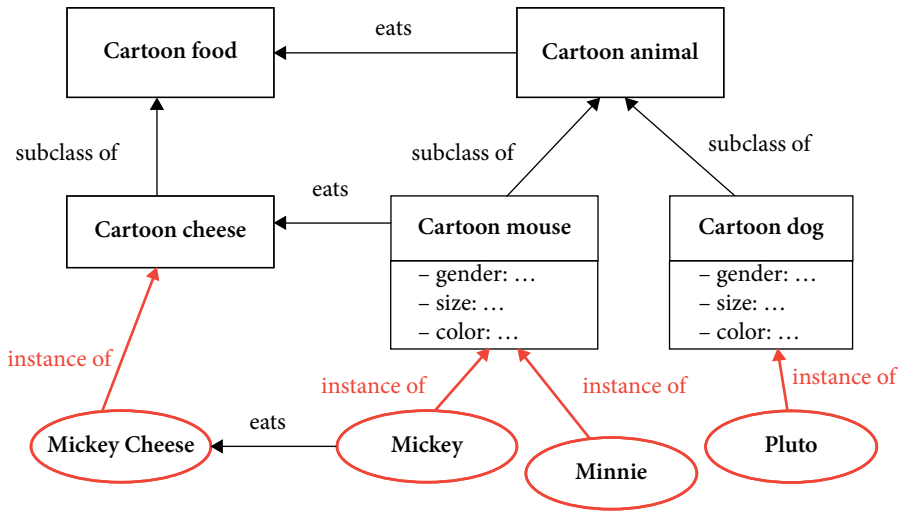 eats
Cartoon food
Cartoon animal
subclass of
subclass of
subclass of
eats
Cartoon cheese
Cartoon mouse
Cartoon dog
– gender: …
– size: …
– color: …
– gender: …
– size: …
– color: …
instance of
instance of
instance of
instance of
Mickey Cheese
eats
Mickey
Minnie
Pluto